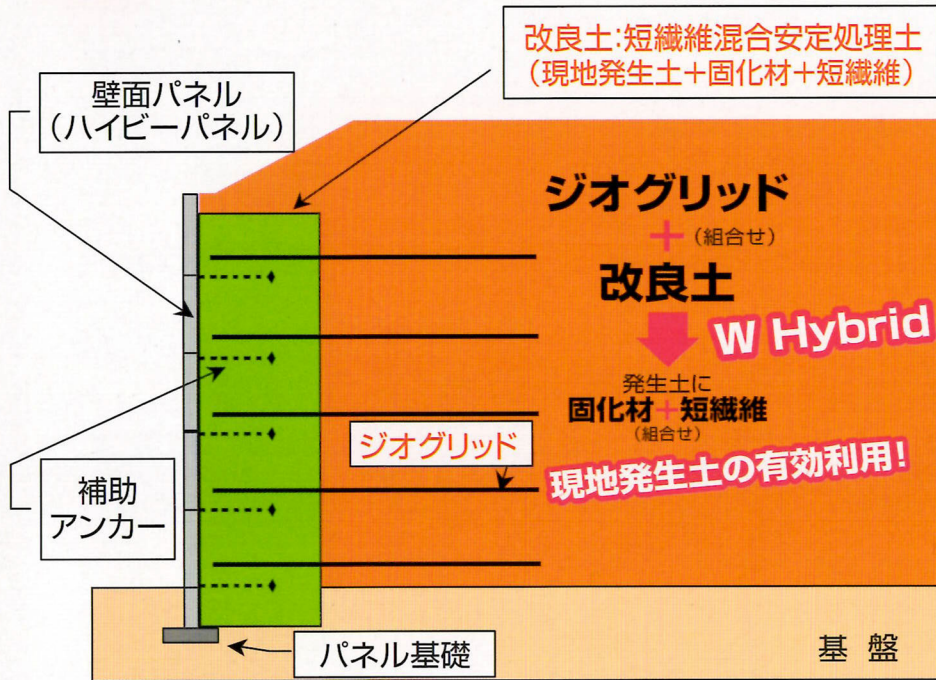 改良土:短繊維混合安定処理土
(現地発生土+固化材+短繊維)
壁面パネル
(ハイビーパネル)
ジオグリッド
+(組合せ)
改良土
W Hybrid
発生土に
固化材+短繊維
(組合せ)
ジオグリッド
現地発生土の有効利用!
補助
アンカー
パネル基礎
基盤